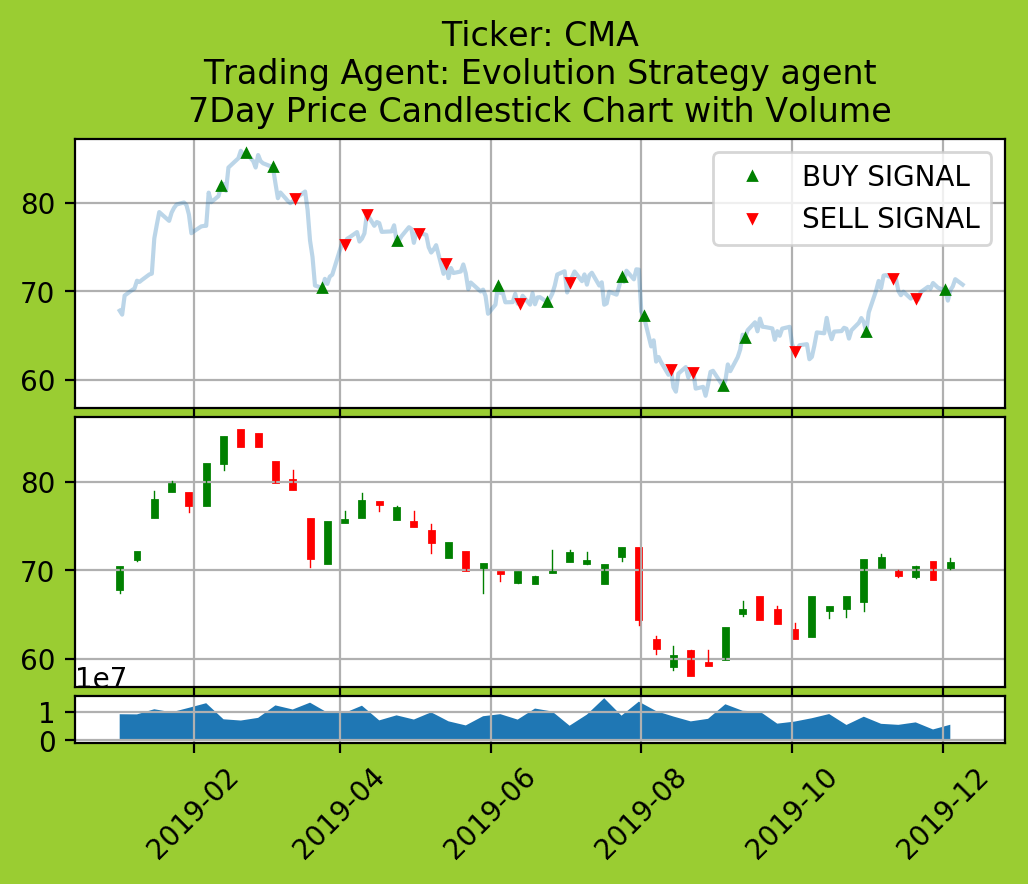 Ticker: CMA
Trading Agent: Evolution Strategy agent
7Day Price Candlestick Chart with Volume
BUY SIGNAL
SELL SIGNAL
80
70
60
80
70
60
1e7
1
0
2019-02
2019-04
2019-06
2019-08
2019-10
2019-12